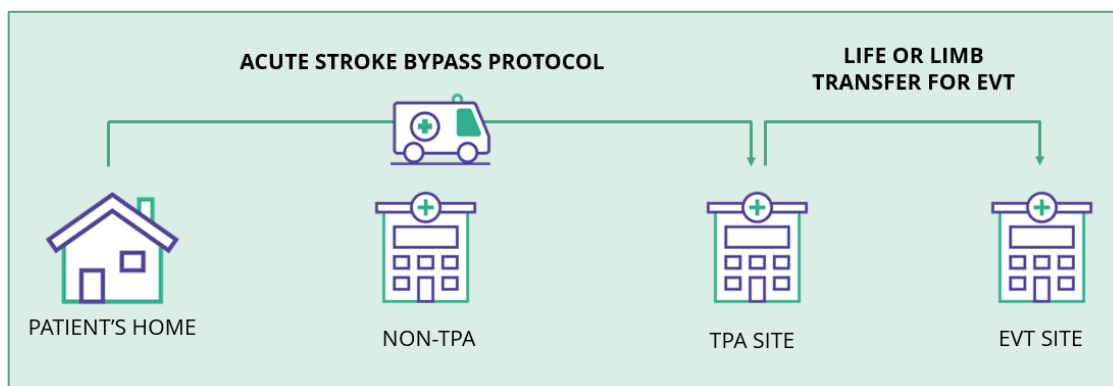 ACUTE STROKE BYPASS PROTOCOL
LIFE OR LIMB
TRANSFER FOR EVT
PATIENT’S HOME
NON-TPA
TPA SITE
EVT SITE